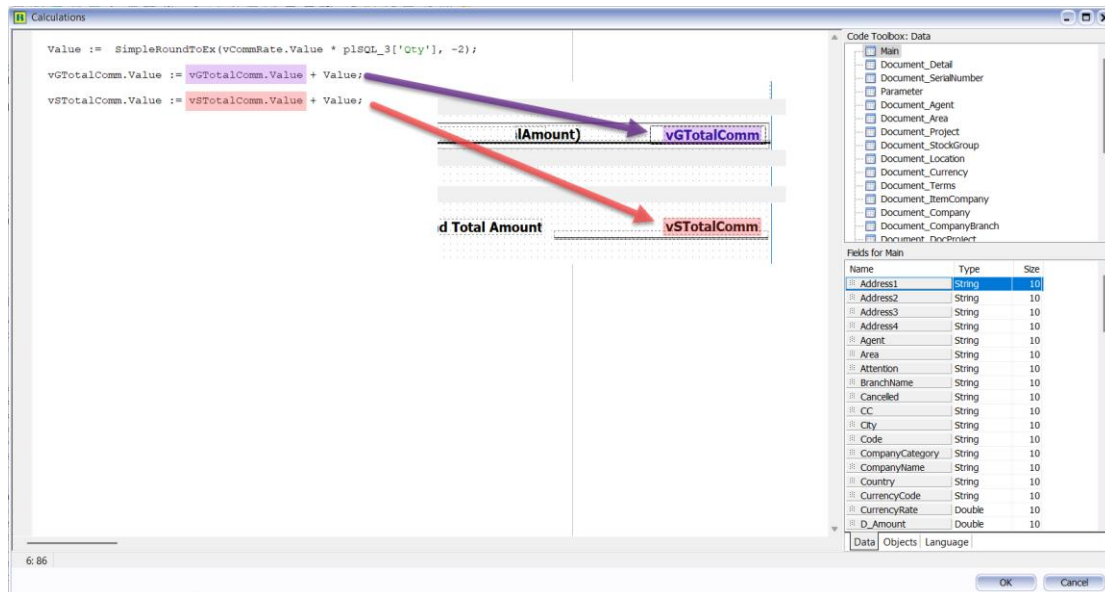 Calculations
Value := SimpleRoundToEx(vCommRate.Value * plSQL_3['Qty'], -2);
vGTotalComm.Value := vGTotalComm.Value + Value;
vSTotalComm.Value := vSTotalComm.Value + Value;
lAmount)
vGTotalComm
d Total Amount
vSTotalComm
Code Toolbox: Data
Main
Document_Detail
Document_SerialNumber
Parameter
Document_Agent
Document_Area
Document_Project
Document_StockGroup
Document_Location
Document_Currency
Document_Terms
Document_ItemCompany
Document_Company
Document_CompanyBranch
Document_DocProject
Fields for Main
Name Type Size
Address1 String 10
Address2 String 10
Address3 String 10
Address4 String 10
Agent String 10
Area String 10
Attention String 10
BranchName String 10
Cancelled String 10
CC String 10
City String 10
Code String 10
CompanyCategory String 10
CompanyName String 10
Country String 10
CurrencyCode String 10
CurrencyRate Double 10
D_Amount Double 10
Data Objects Language
6: 86
OK Cancel